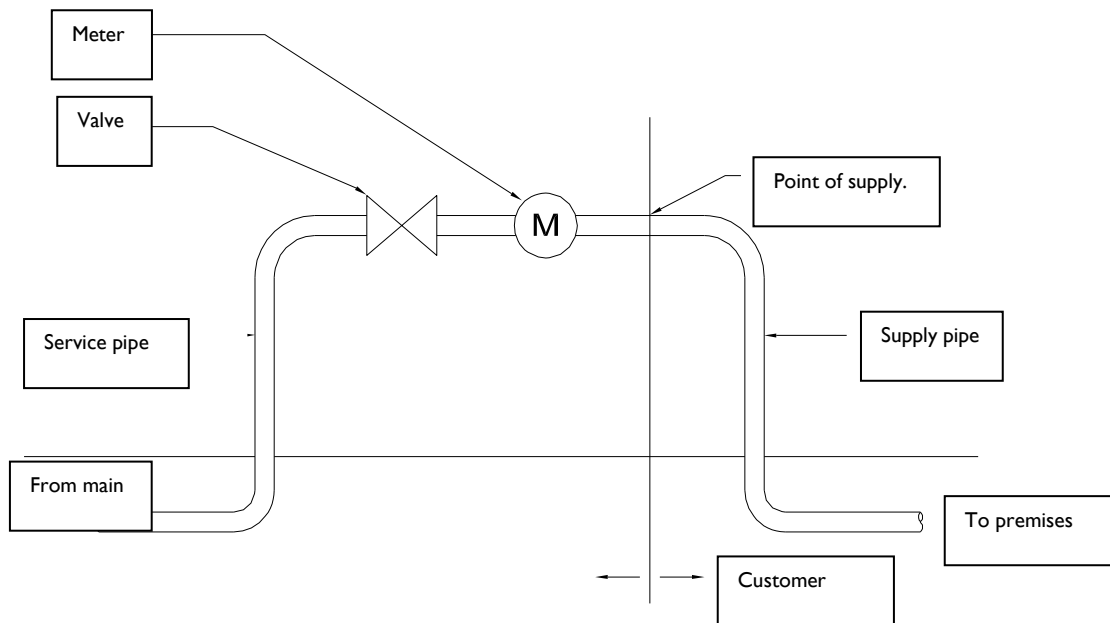 Meter
Valve
Point of supply.
M
Service pipe
Supply pipe
From main
To premises
Customer